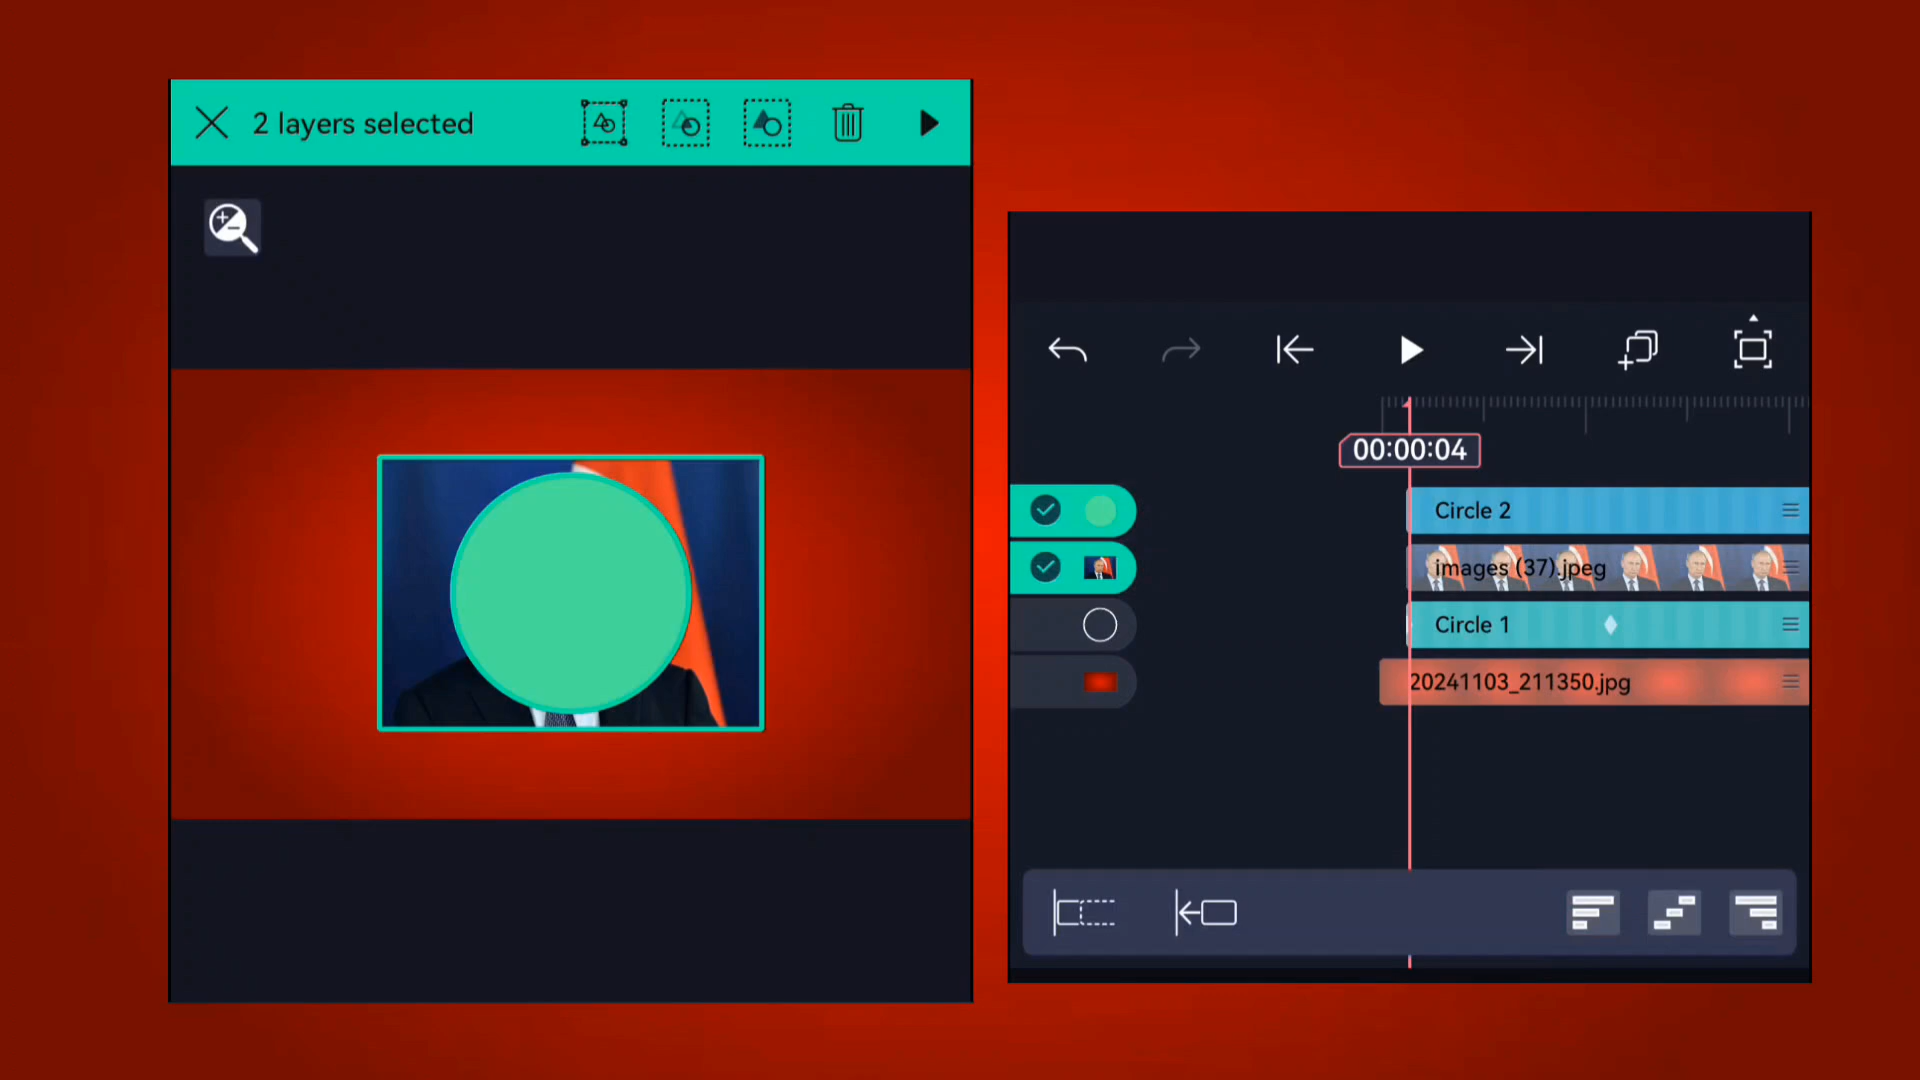 2 layers selected
00:00:04
Circle 2
images (37).jpeg
Circle 1
20241103_211350.jpg